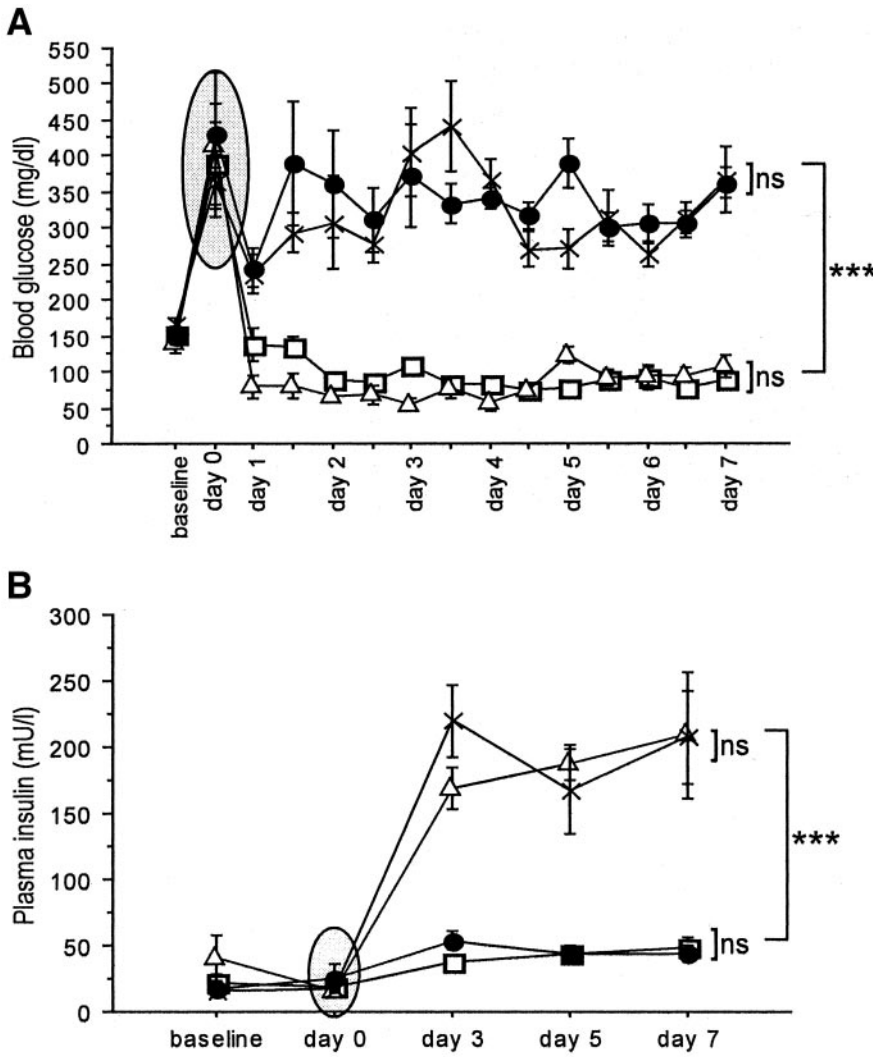 A
Blood glucose (mg/dl)
550
500
450
400
350
300
250
200
150
100
50
0
]ns
]ns
***
baseline
day 0
day 1
day 2
day 3
day 4
day 5
day 6
day 7
B
Plasma insulin (mU/l)
300
250
200
150
100
50
0
]ns
]ns
***
baseline day 0 day 3 day 5 day 7